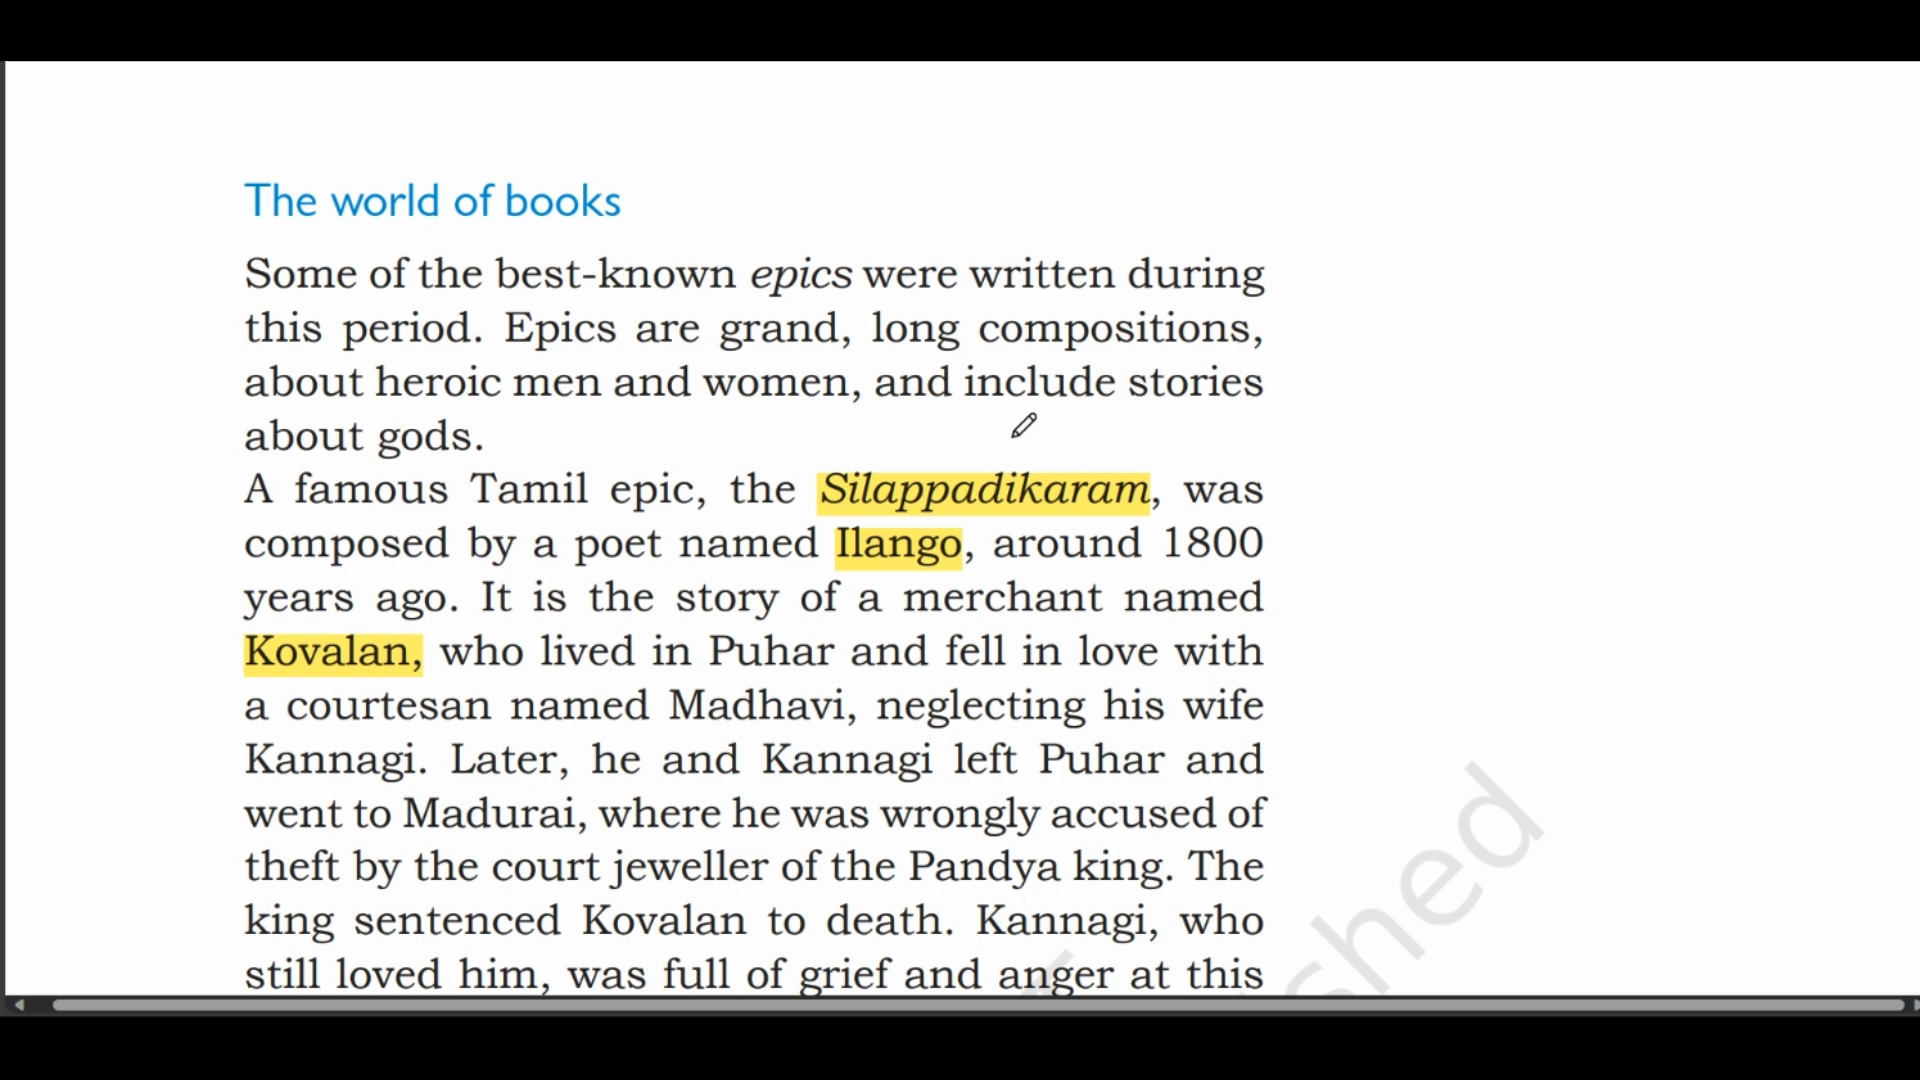 The world of books
Some of the best-known epics were written during
this period. Epics are grand, long compositions,
about heroic men and women, and include stories
about gods.
A famous Tamil epic, the Silappadikaram, was
composed by a poet named Ilango, around 1800
years ago. It is the story of a merchant named
Kovalan, who lived in Puhar and fell in love with
a courtesan named Madhavi, neglecting his wife
Kannagi. Later, he and Kannagi left Puhar and
went to Madurai, where he was wrongly accused of
theft by the court jeweller of the Pandya king. The
king sentenced Kovalan to death. Kannagi, who
still loved him, was full of grief and anger at this